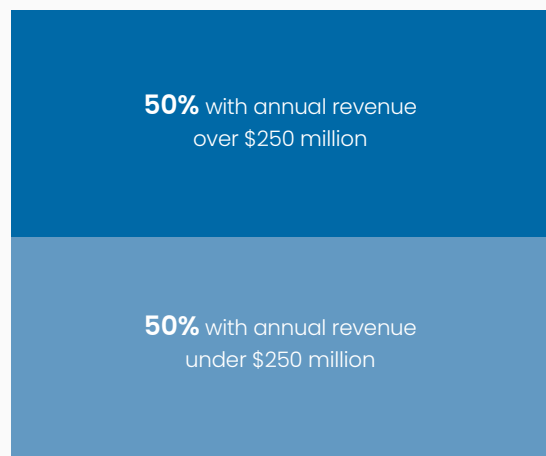 50% with annual revenue
over $250 million
50% with annual revenue
under $250 million